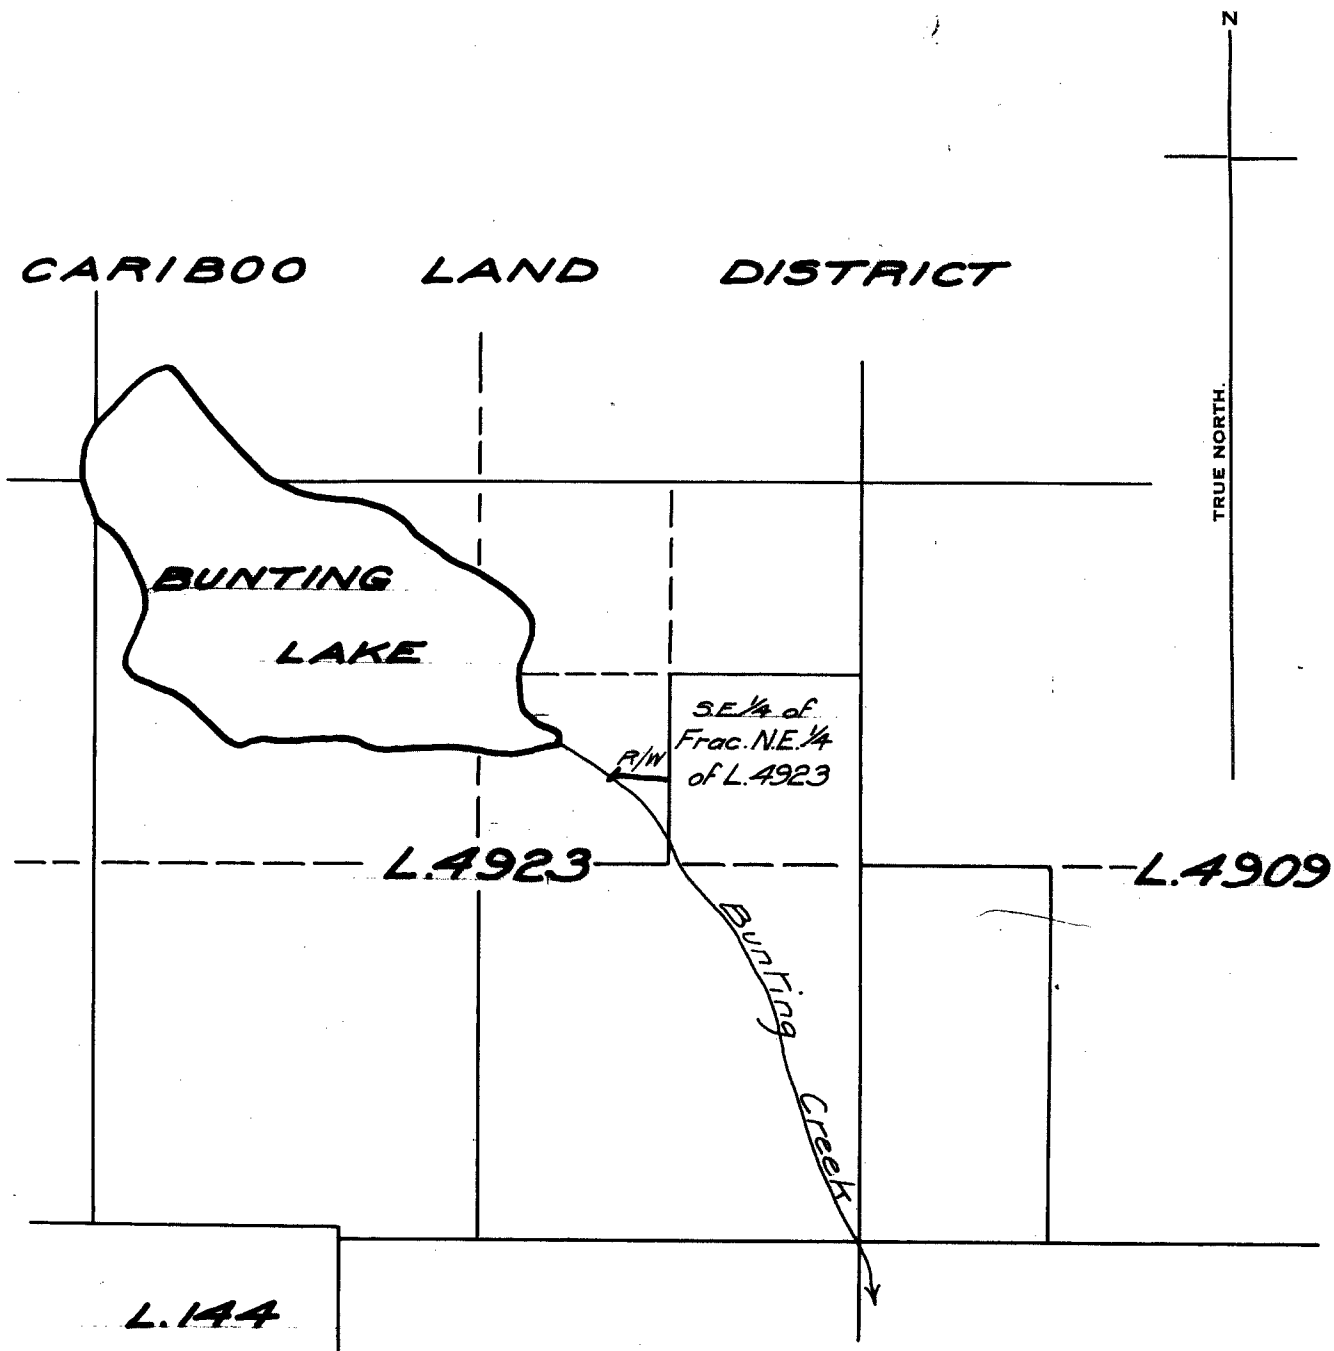 N
CARIBOO LAND DISTRICT
TRUE NORTH.
BUNTING
LAKE
S.E.¼ of
Frac. N.E.¼
of L.4923
R/W
L.4923
L.4909
Bunting
Creek
L.144